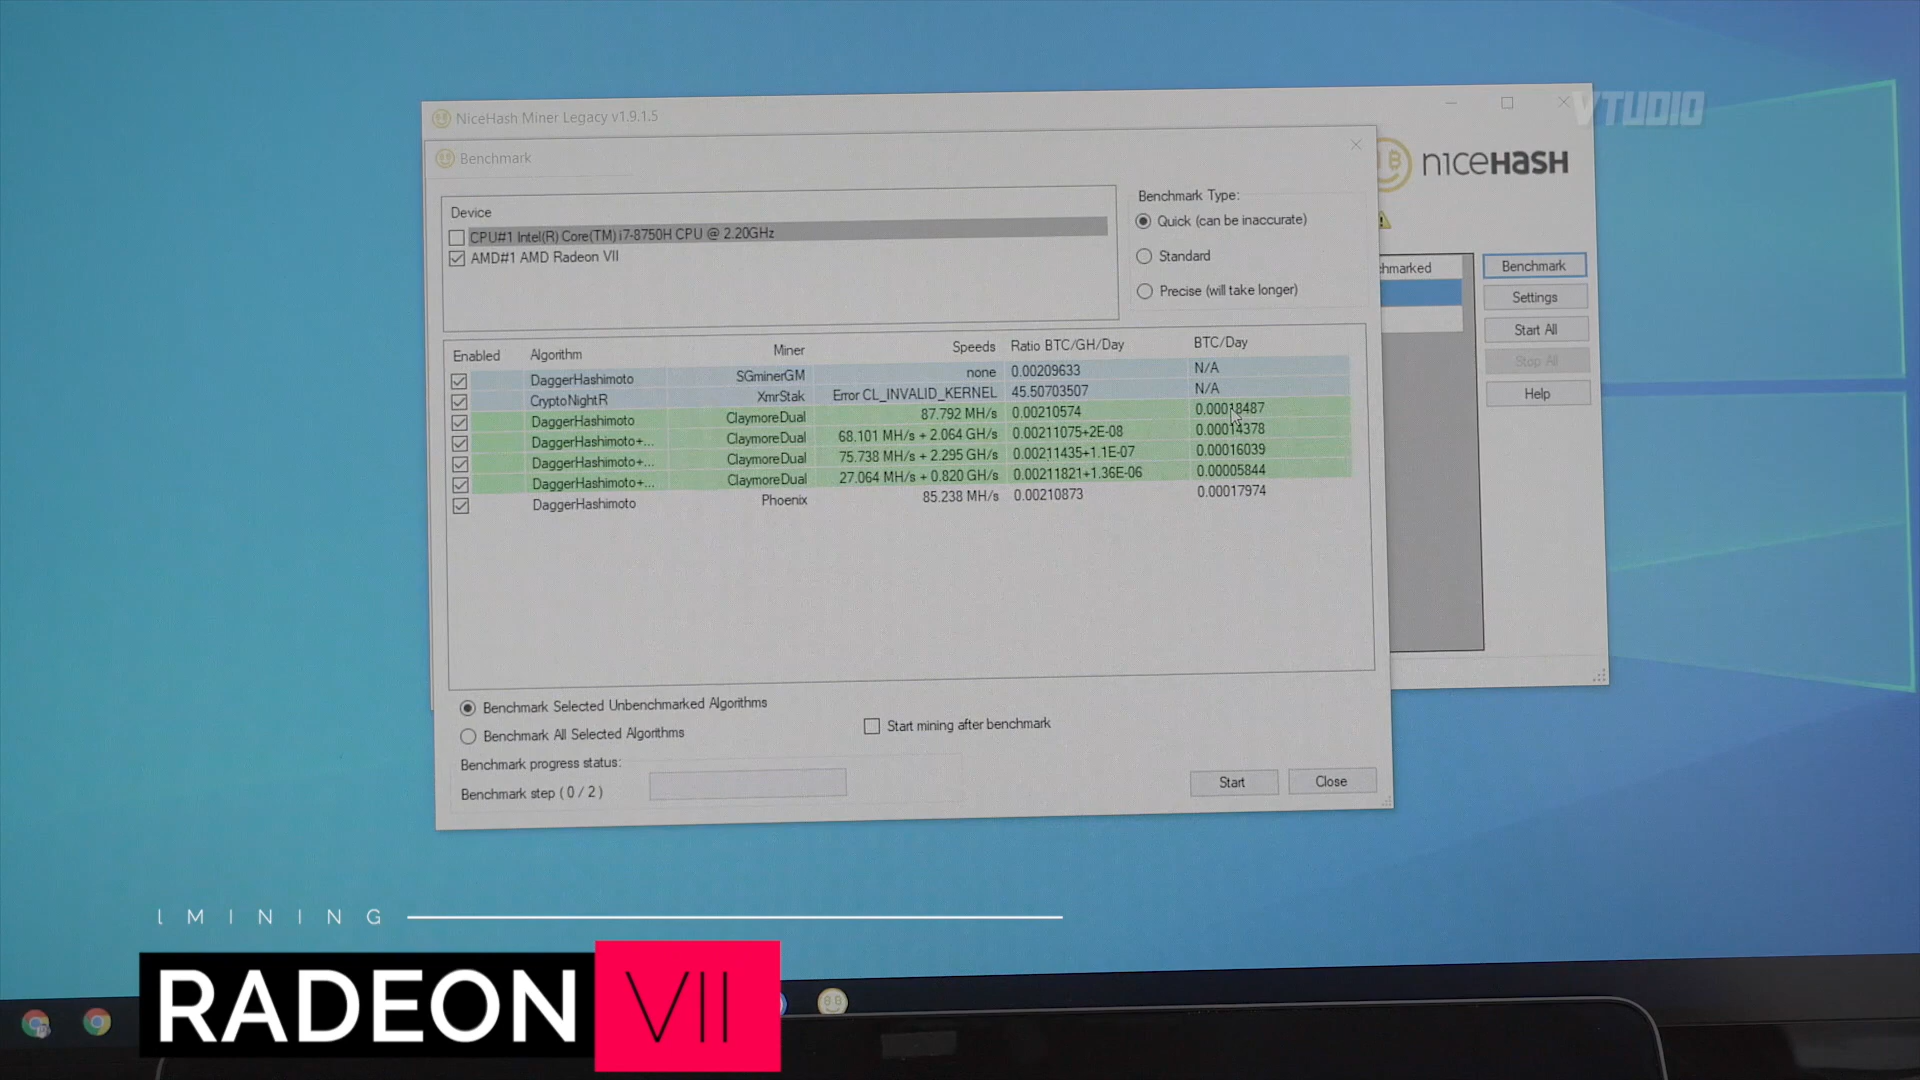 VTUDIO
NiceHash Miner Legacy v1.9.1.5
Benchmark
nIceHaSH
Device
CPU#1 Intel(R) Core(TM) i7-8750H CPU @ 2.20GHz
AMD#1 AMD Radeon VII
Benchmark Type:
Quick (can be inaccurate)
Standard
Precise (will take longer)
hmarked
Benchmark
Settings
Start All
Stop All
Help
Enabled Algorithm Miner Speeds Ratio BTC/GH/Day BTC/Day
DaggerHashimoto SGminerGM none 0.00209633 N/A
CryptoNightR XmrStak Error CL_INVALID_KERNEL 45.50703507 N/A
DaggerHashimoto ClaymoreDual 87.792 MH/s 0.00210574 0.00018487
DaggerHashimoto+... ClaymoreDual 68.101 MH/s + 2.064 GH/s 0.00211075+2E-08 0.00014378
DaggerHashimoto+... ClaymoreDual 75.738 MH/s + 2.295 GH/s 0.00211435+1.1E-07 0.00016039
DaggerHashimoto+... ClaymoreDual 27.064 MH/s + 0.820 GH/s 0.00211821+1.36E-06 0.00005844
DaggerHashimoto Phoenix 85.238 MH/s 0.00210873 0.00017974
Benchmark Selected Unbenchmarked Algorithms
Benchmark All Selected Algorithms
Start mining after benchmark
Benchmark progress status:
Benchmark step ( 0 / 2 )
Start
Close
MINING
RADEON VII